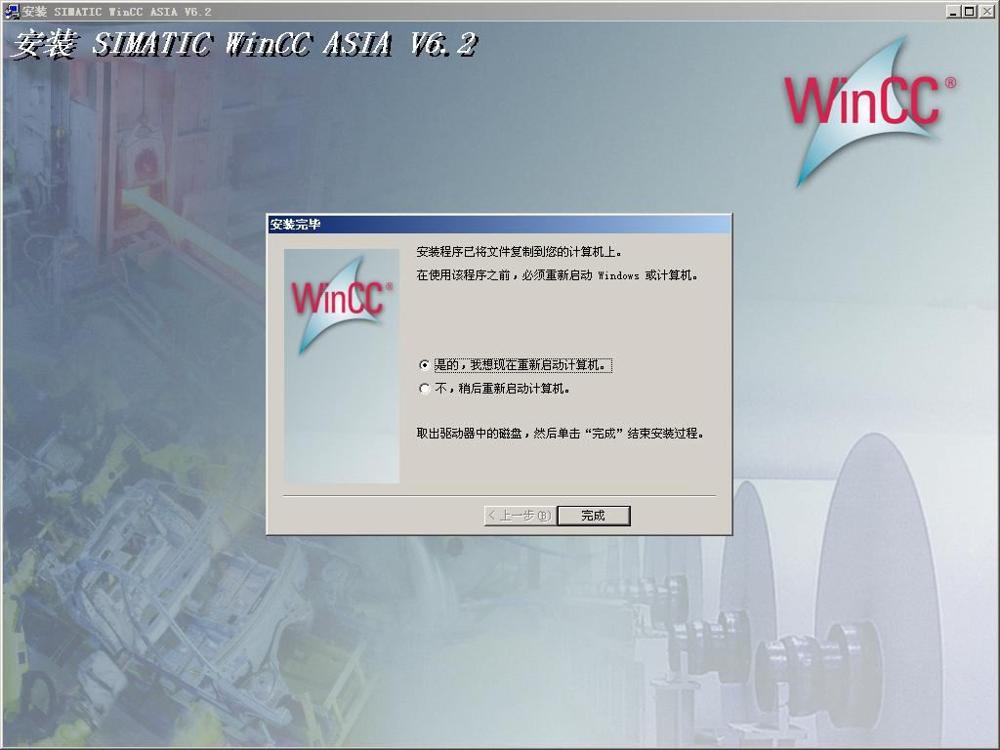 安装 SIMATIC WinCC ASIA V6.2
安装 SIMATIC WinCC ASIA V6.2
WinCC®
安装完毕
WinCC®
安装程序已将文件复制到您的计算机上。
在使用该程序之前，必须重新启动 Windows 或计算机。
是的，我想现在重新启动计算机。
不，稍后重新启动计算机。
取出驱动器中的磁盘，然后单击“完成”结束安装过程。
< 上一步(B)
完成